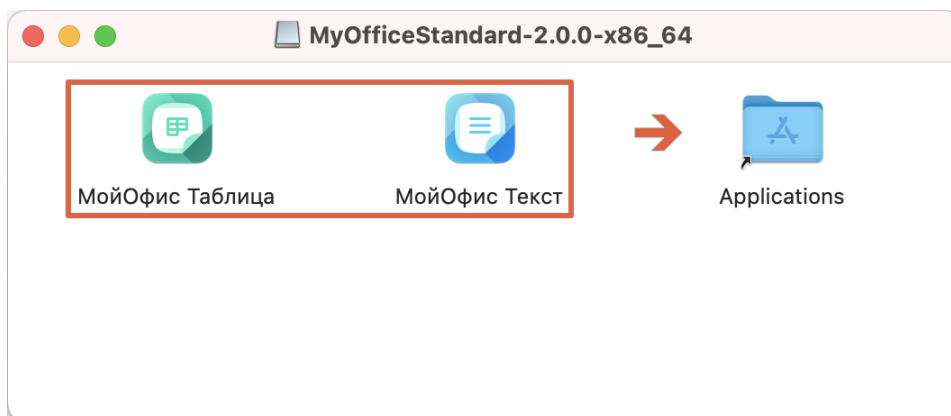 MyOfficeStandard-2.0.0-x86_64
МойОфис Таблица
МойОфис Текст
Applications